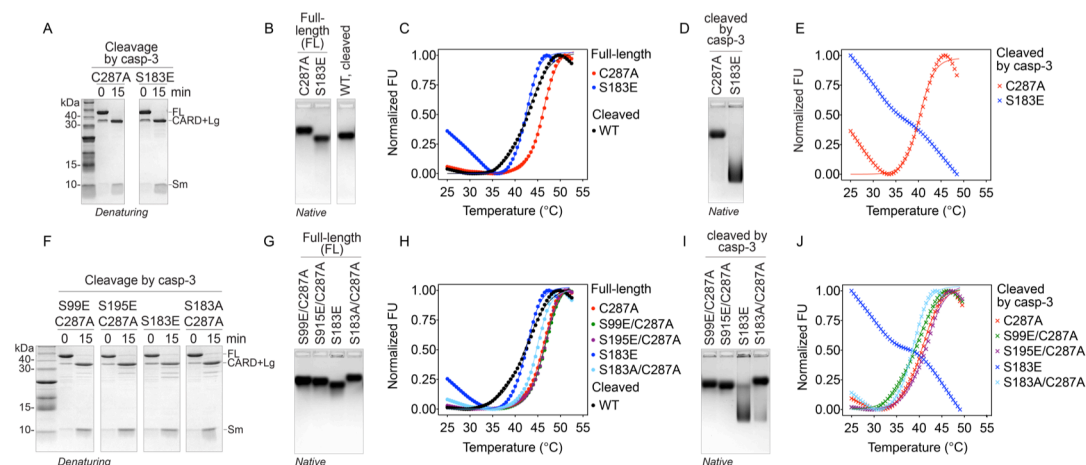 A
Cleavage
by casp-3
C287A S183E
0 15 0 15 min
kDa
40-
30-
15-
10-
FL
CARD+Lg
Sm
Denaturing
B
Full-
length
(FL)
C287A
S183E
WT, cleaved
Native
C
Normalized FU
1.00
0.75
0.50
0.25
0.00
25 35 40 45 50 55
Temperature (°C)
Full-length
C287A
S183E
Cleaved
WT
D
cleaved
by casp-3
C287A
S183E
Native
E
Normalized FU
1.00
0.75
0.50
0.25
0.00
25 35 45 55
Temperature (°C)
Cleaved
by casp-3
C287A
S183E
F
Cleavage by casp-3
S99E S195E S183A
C287A C287A S183E C287A
0 15 0 15 0 15 0 15 min
kDa
40-
30-
15-
10-
FL
CARD+Lg
Sm
Denaturing
G
Full-length
(FL)
S99E/C287A
S915E/C287A
S183E
S183A/C287A
Native
H
Normalized FU
1.00
0.75
0.50
0.25
0.00
25 35 40 45 50 55
Temperature (°C)
Full-length
C287A
S99E/C287A
S195E/C287A
S183E
S183A/C287A
Cleaved
WT
I
cleaved by
casp-3
S99E/C287A
S915E/C287A
S183E
S183A/C287A
Native
J
Normalized FU
1.00
0.75
0.50
0.25
0.00
25 30 35 40 45 50 55
Temperature (°C)
Cleaved
by casp-3
C287A
S99E/C287A
S195E/C287A
S183E
S183A/C287A